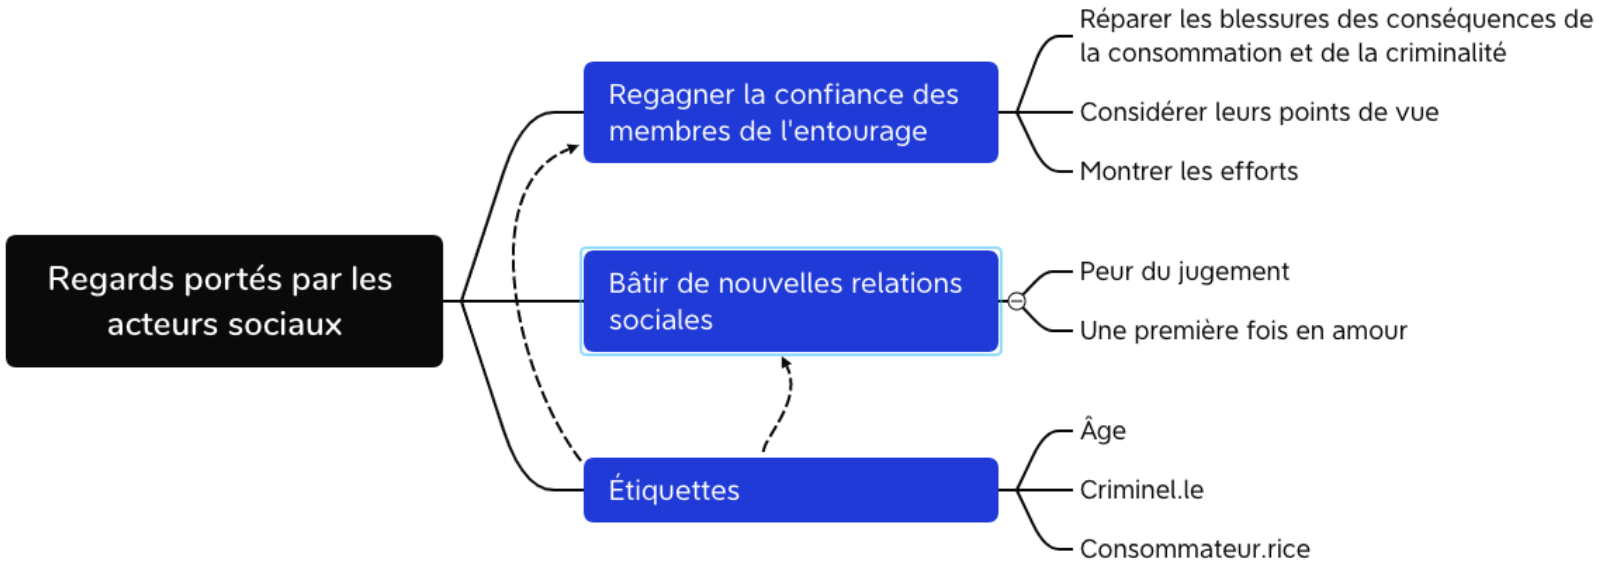 Réparer les blessures des conséquences de
la consommation et de la criminalité
Regagner la confiance des
membres de l'entourage
Considérer leurs points de vue
Montrer les efforts
Regards portés par les
acteurs sociaux
Bâtir de nouvelles relations
sociales
Peur du jugement
Une première fois en amour
Étiquettes
Âge
Criminel.le
Consommateur.rice